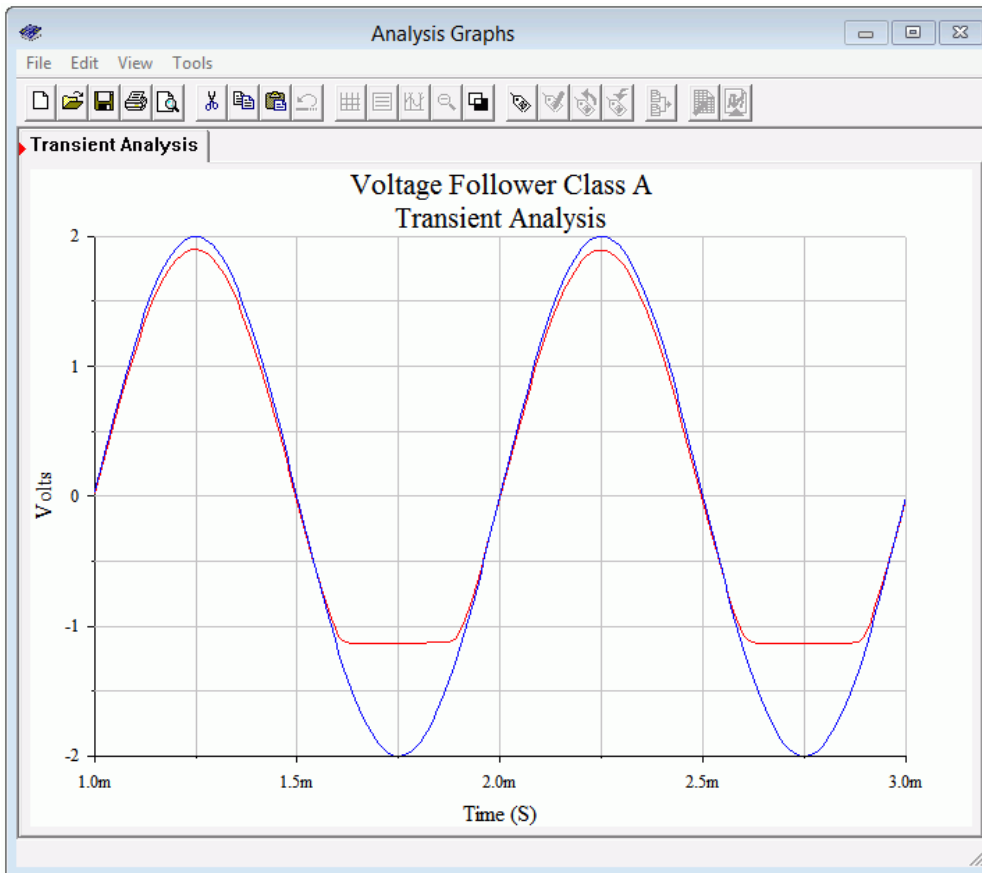 Analysis Graphs
File Edit View Tools
Transient Analysis
Voltage Follower Class A
Transient Analysis
Volts
2
1
0
-1
-2
1.0m 1.5m 2.0m 2.5m 3.0m
Time (S)